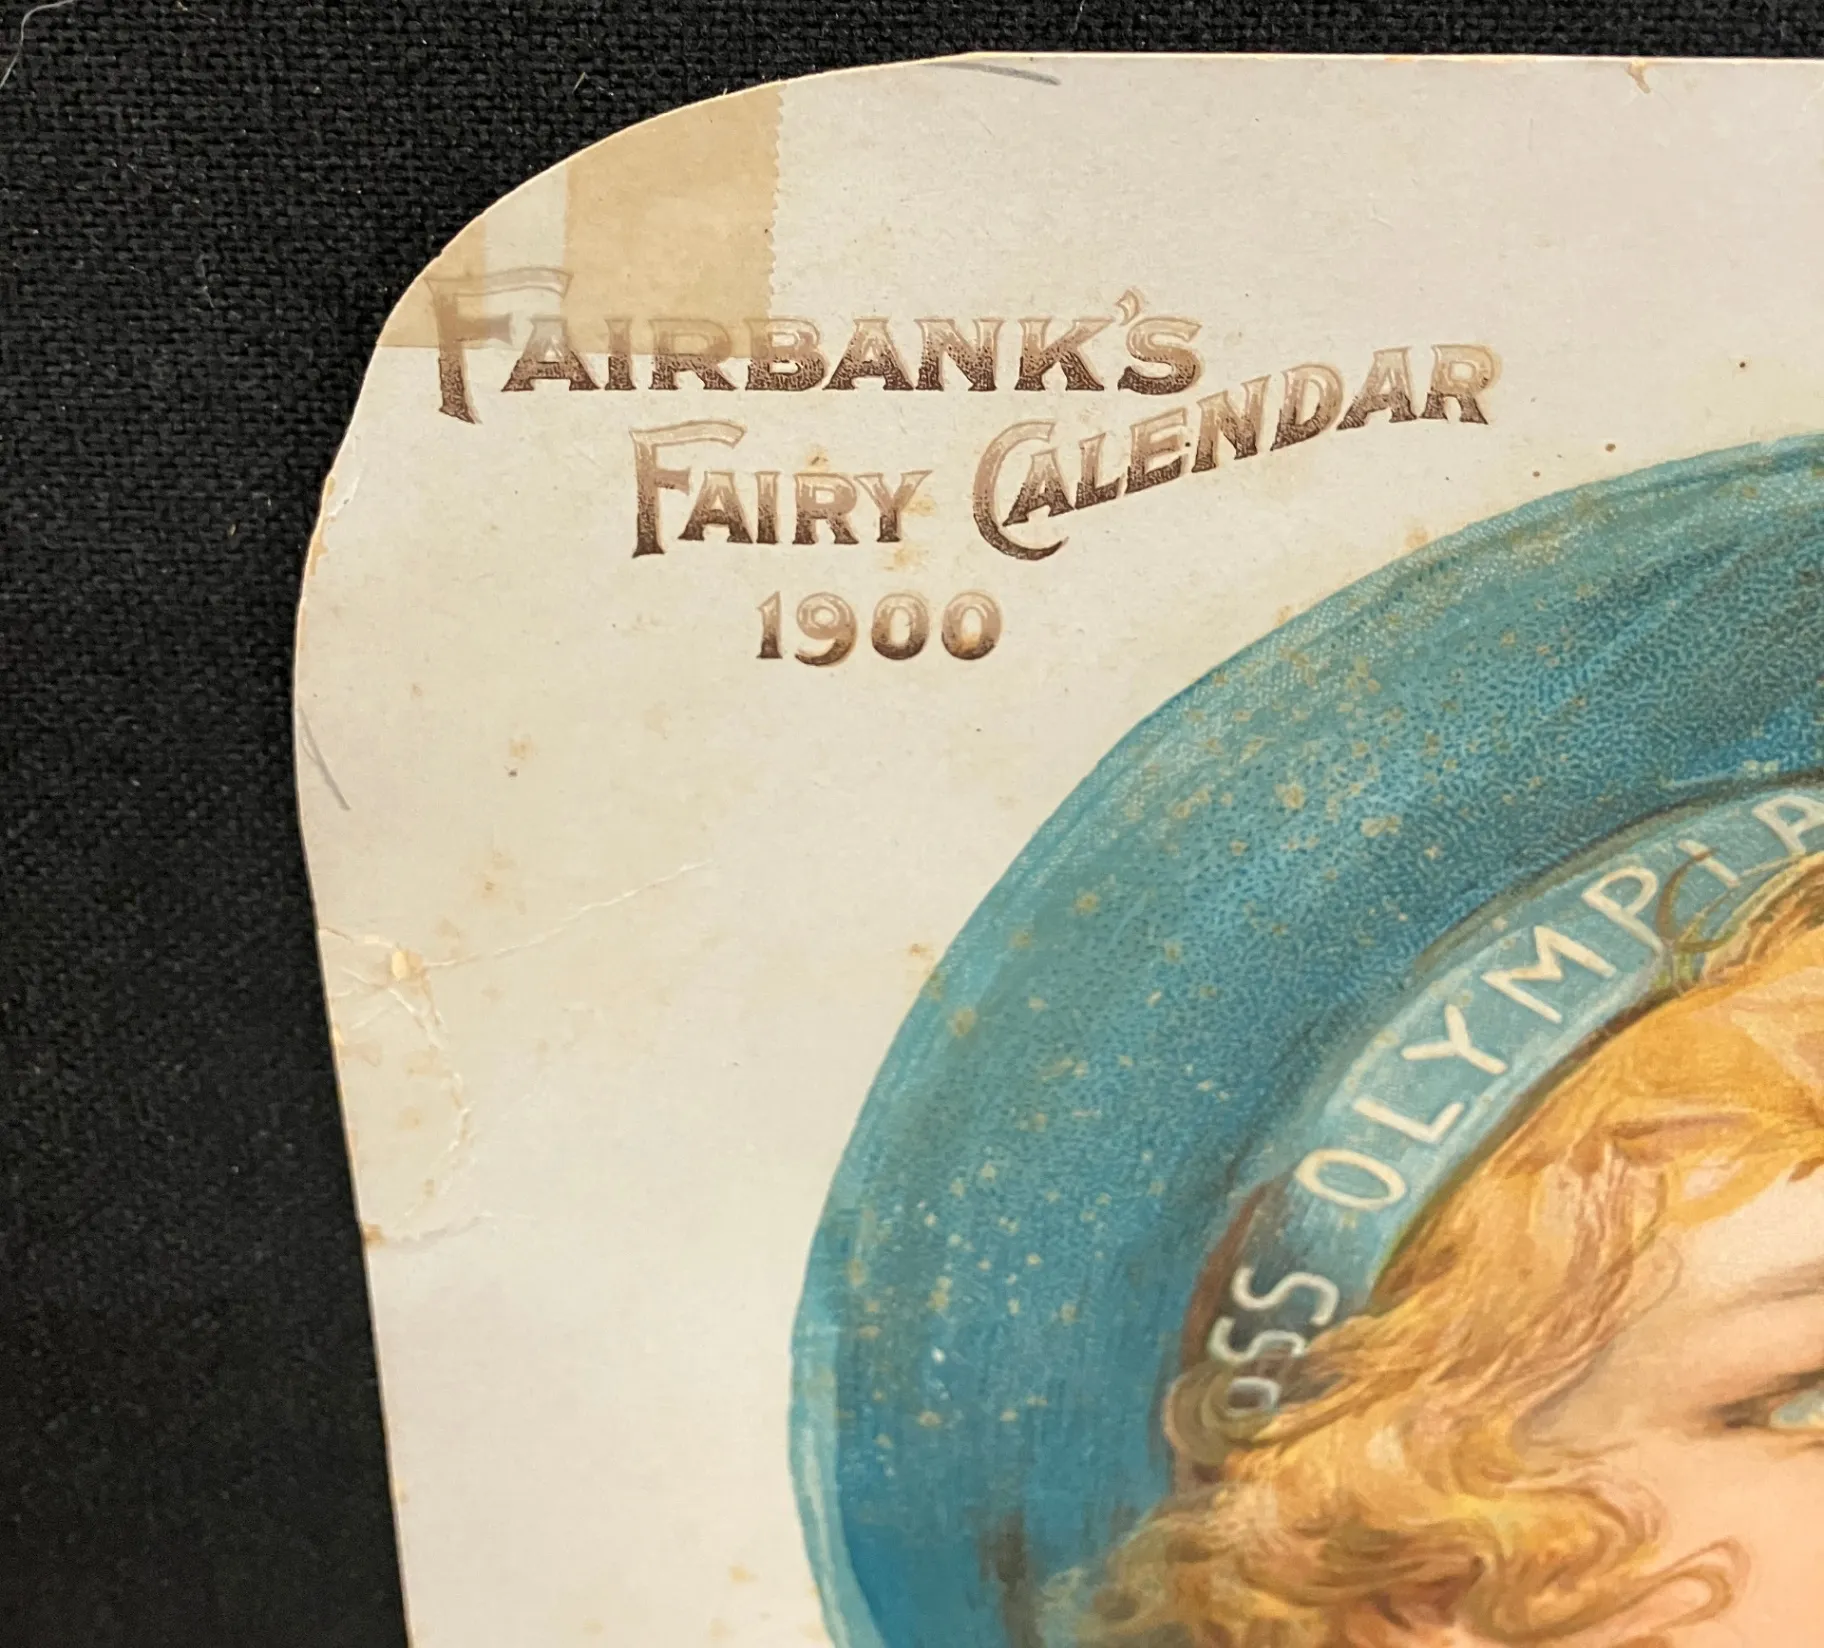 FAIRBANK'S
FAIRY CALENDAR
1900
OSS OLYMPIA